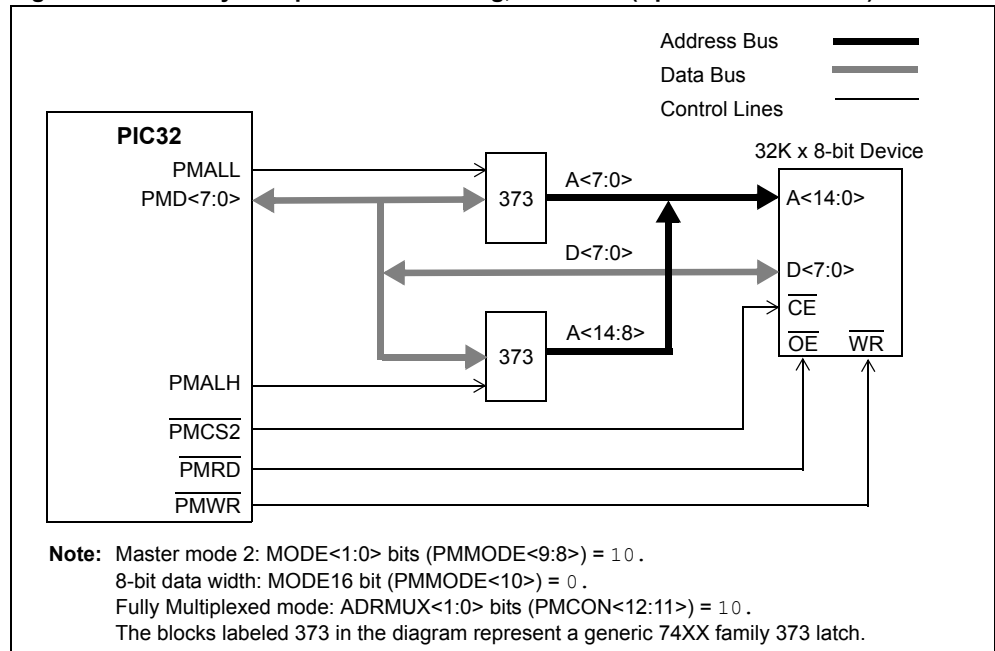 Address Bus
Data Bus
Control Lines
PIC32
32K x 8-bit Device
PMALL
PMD<7:0>
373
A<7:0>
A<14:0>
D<7:0>
D<7:0>
CE
OE WR
373
A<14:8>
PMALH
PMCS2
PMRD
PMWR
Note: Master mode 2: MODE<1:0> bits (PMMODE<9:8>) = 10.
8-bit data width: MODE16 bit (PMMODE<10>) = 0.
Fully Multiplexed mode: ADRMUX<1:0> bits (PMCON<12:11>) = 10.
The blocks labeled 373 in the diagram represent a generic 74XX family 373 latch.